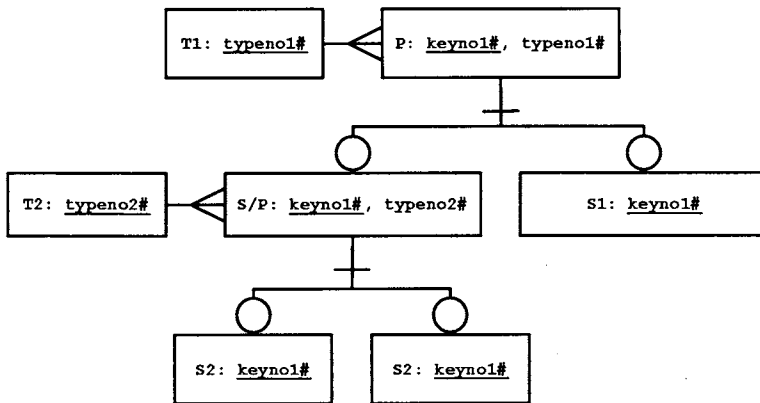 T1: typeno1#
P: keyno1#, typeno1#
T2: typeno2#
S/P: keyno1#, typeno2#
S1: keyno1#
S2: keyno1#
S2: keyno1#